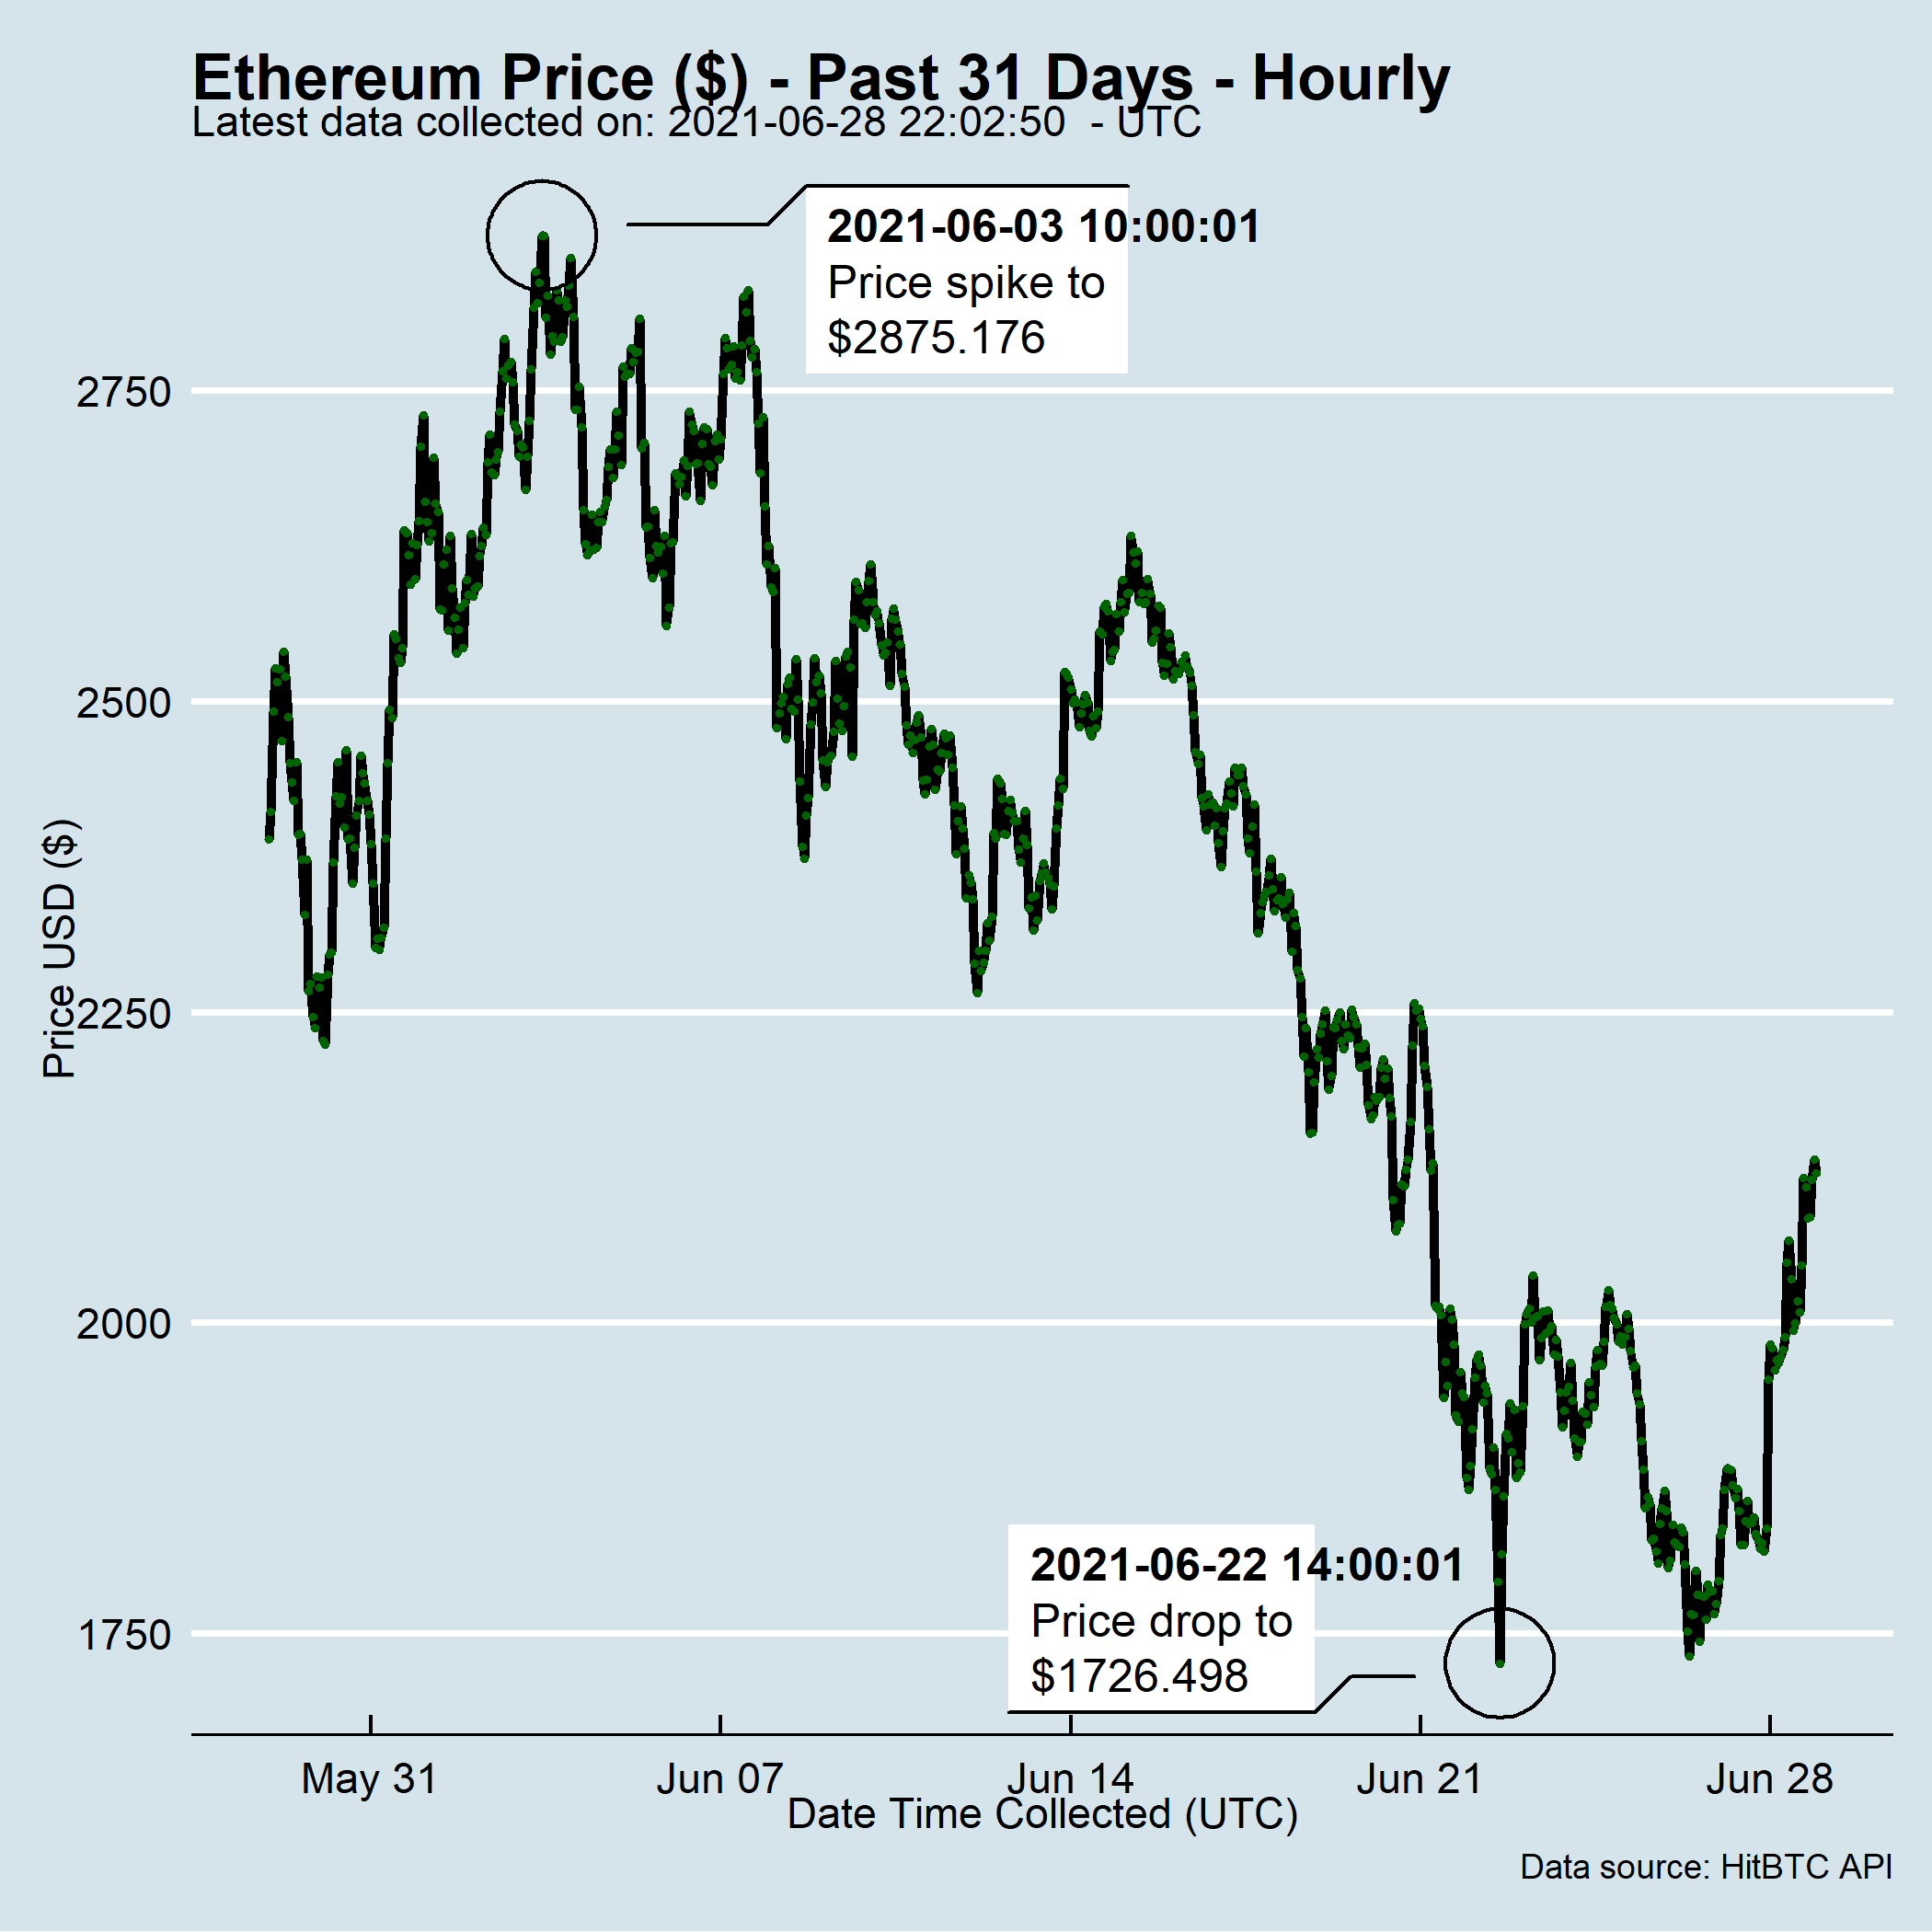 Ethereum Price ($) - Past 31 Days - Hourly
Latest data collected on: 2021-06-28 22:02:50  - UTC
2021-06-03 10:00:01
Price spike to
$2875.176
2750
2500
2250
2000
1750
Price USD ($)
2021-06-22 14:00:01
Price drop to
$1726.498
May 31
Jun 07
Jun 14
Jun 21
Jun 28
Date Time Collected (UTC)
Data source: HitBTC API